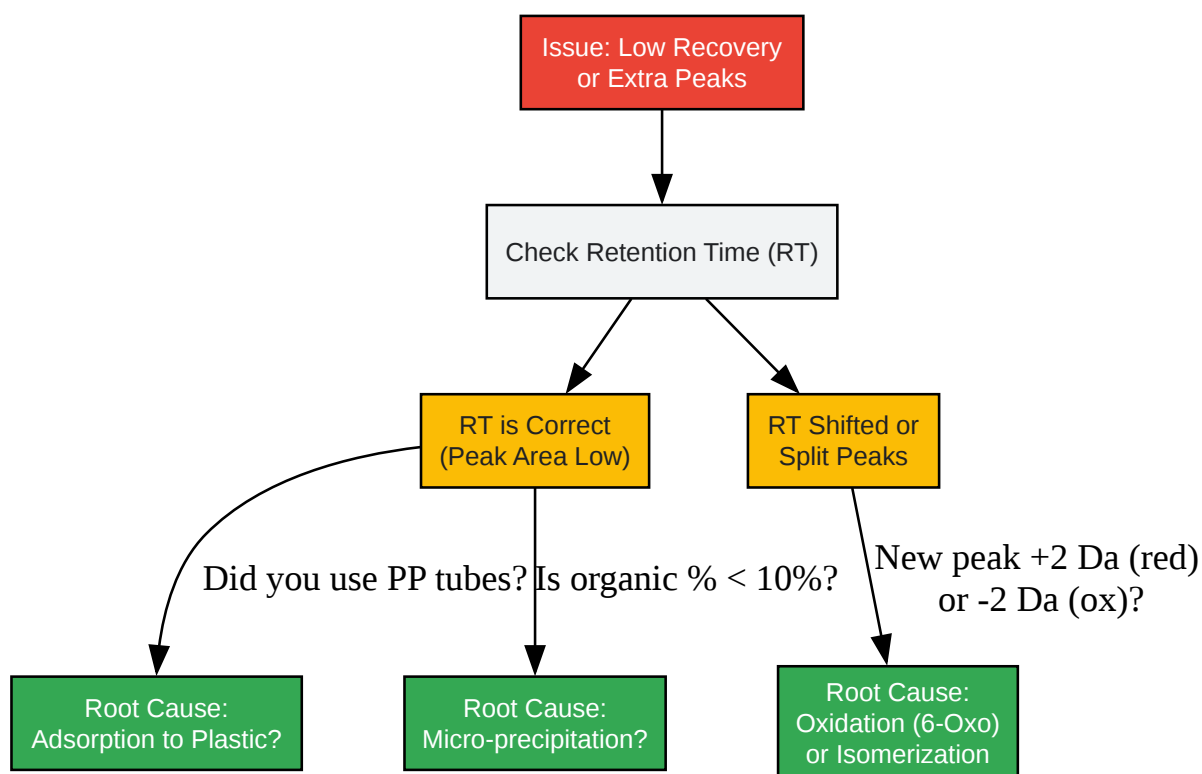 Issue: Low Recovery
or Extra Peaks
Check Retention Time (RT)
RT is Correct
(Peak Area Low)
RT Shifted or
Split Peaks
Did you use PP tubes?
Is organic % < 10%?
New peak +2 Da (red)
or -2 Da (ox)?
Root Cause:
Adsorption to Plastic?
Root Cause:
Micro-precipitation?
Root Cause:
Oxidation (6-Oxo)
or Isomerization